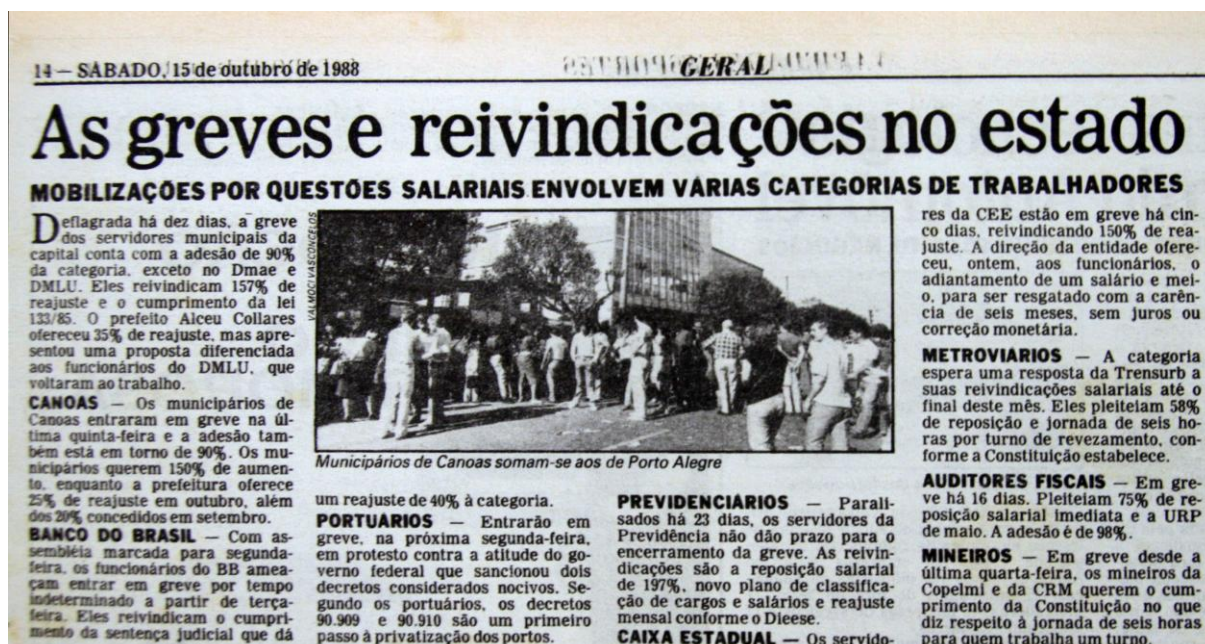 14 — SÁBADO, 15 de outubro de 1988
GERAL
As greves e reivindicações no estado
MOBILIZAÇÕES POR QUESTÕES SALARIAIS ENVOLVEM VÁRIAS CATEGORIAS DE TRABALHADORES
Deflagrada há dez dias, a greve
dos servidores municipais da
capital conta com a adesão de 90%
da categoria, exceto no Dmae e
DMLU. Eles reivindicam 157% de
reajuste e o cumprimento da lei
133/85. O prefeito Alceu Collares
ofereceu 35% de reajuste, mas apre-
sentou uma proposta diferenciada
aos funcionários do DMLU, que
voltaram ao trabalho.
CANOAS — Os municipários de
Canoas entraram em greve na úl-
tima quinta-feira e a adesão tam-
bém está em torno de 90%. Os mu-
nicipários querem 150% de aumen-
to, enquanto a prefeitura oferece
25% de reajuste em outubro, além
dos 20% concedidos em setembro.
BANCO DO BRASIL — Com as-
sembléia marcada para segunda-
feira, os funcionários do BB amea-
çam entrar em greve por tempo
indeterminado a partir de terça-
feira. Eles reivindicam o cumpri-
mento da sentença judicial que dá
VALMOCI VASCONCELOS
Municipários de Canoas somam-se aos de Porto Alegre
um reajuste de 40% à categoria.
PORTUÁRIOS — Entrarão em
greve, na próxima segunda-feira,
em protesto contra a atitude do go-
verno federal que sancionou dois
decretos considerados nocivos. Se-
gundo os portuários, os decretos
90.909 e 90.910 são um primeiro
passo à privatização dos portos.
PREVIDENCIÁRIOS — Parali-
sados há 23 dias, os servidores da
Previdência não dão prazo para o
encerramento da greve. As reivin-
dicações são a reposição salarial
de 197%, novo plano de classifica-
ção de cargos e salários e reajuste
mensal conforme o Dieese.
CAIXA ESTADUAL — Os servido-
res da CEE estão em greve há cin-
co dias, reivindicando 150% de rea-
juste. A direção da entidade ofere-
ceu, ontem, aos funcionários, o
adiantamento de um salário e mei-
o, para ser resgatado com a carên-
cia de seis meses, sem juros ou
correção monetária.
METROVIÁRIOS — A categoria
espera uma resposta da Trensurb a
suas reivindicações salariais até o
final deste mês. Eles pleiteiam 58%
de reposição e jornada de seis ho-
ras por turno de revezamento, con-
forme a Constituição estabelece.
AUDITORES FISCAIS — Em gre-
ve há 16 dias. Pleiteiam 75% de re-
posição salarial imediata e a URP
de maio. A adesão é de 98%.
MINEIROS — Em greve desde a
última quarta-feira, os mineiros da
Copelmi e da CRM querem o cum-
primento da Constituição no que
diz respeito à jornada de seis horas
para quem trabalha um turno